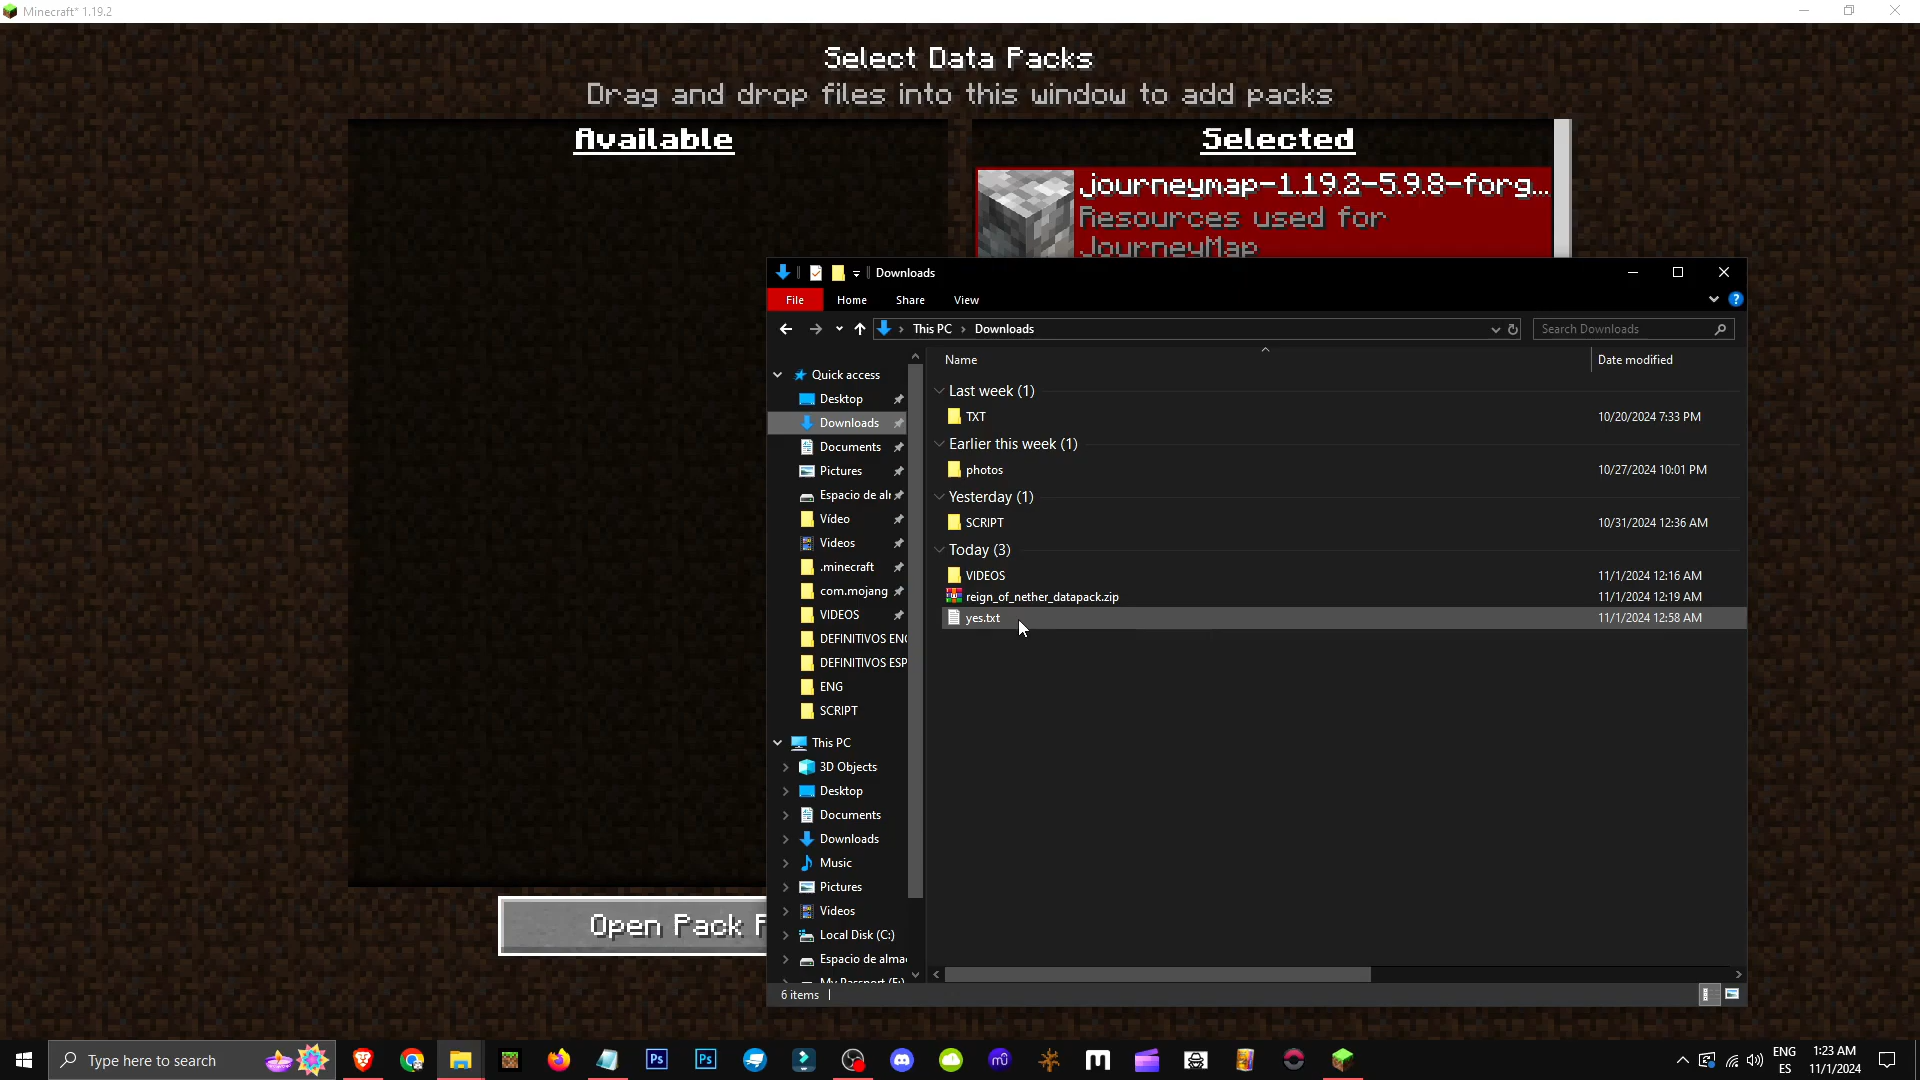 Minecraft* 1.19.2
Select Data Packs
Drag and drop files into this window to add packs
Available
Selected
journeymap-1.19.2-5.9.8-forg...
Resources used for
JourneyMap
Downloads
File Home Share View
This PC > Downloads
Search Downloads
Name
Date modified
Quick access
Desktop
Downloads
Documents
Pictures
Espacio de alr
Vídeo
Videos
.minecraft
com.mojang
VIDEOS
DEFINITIVOS ENG
DEFINITIVOS ESP
ENG
SCRIPT
This PC
3D Objects
Desktop
Documents
Downloads
Music
Pictures
Videos
Local Disk (C:)
Espacio de alma
My Passport (F:)
Last week (1)
TXT 10/20/2024 7:33 PM
Earlier this week (1)
photos 10/27/2024 10:01 PM
Yesterday (1)
SCRIPT 10/31/2024 12:36 AM
Today (3)
VIDEOS 11/1/2024 12:16 AM
reign_of_nether_datapack.zip 11/1/2024 12:19 AM
yes.txt 11/1/2024 12:58 AM
6 items
Open Pack F
Type here to search
Ps
Ps
ENG
ES
1:23 AM
11/1/2024